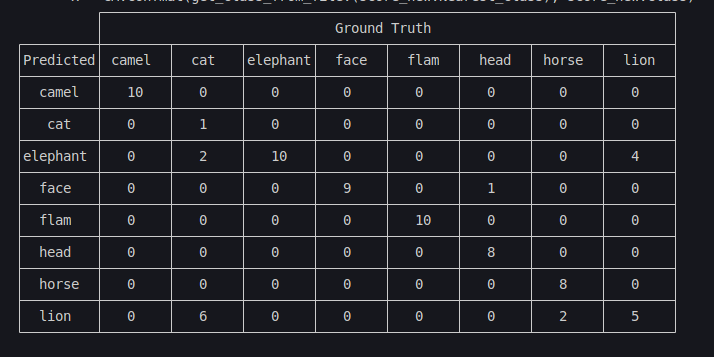 Ground Truth
Predicted camel cat elephant face flam head horse lion
camel 10 0 0 0 0 0 0 0
cat 0 1 0 0 0 0 0 0
elephant 0 2 10 0 0 0 0 4
face 0 0 0 9 0 1 0 0
flam 0 0 0 0 10 0 0 0
head 0 0 0 0 0 8 0 0
horse 0 0 0 0 0 0 8 0
lion 0 6 0 0 0 0 2 5